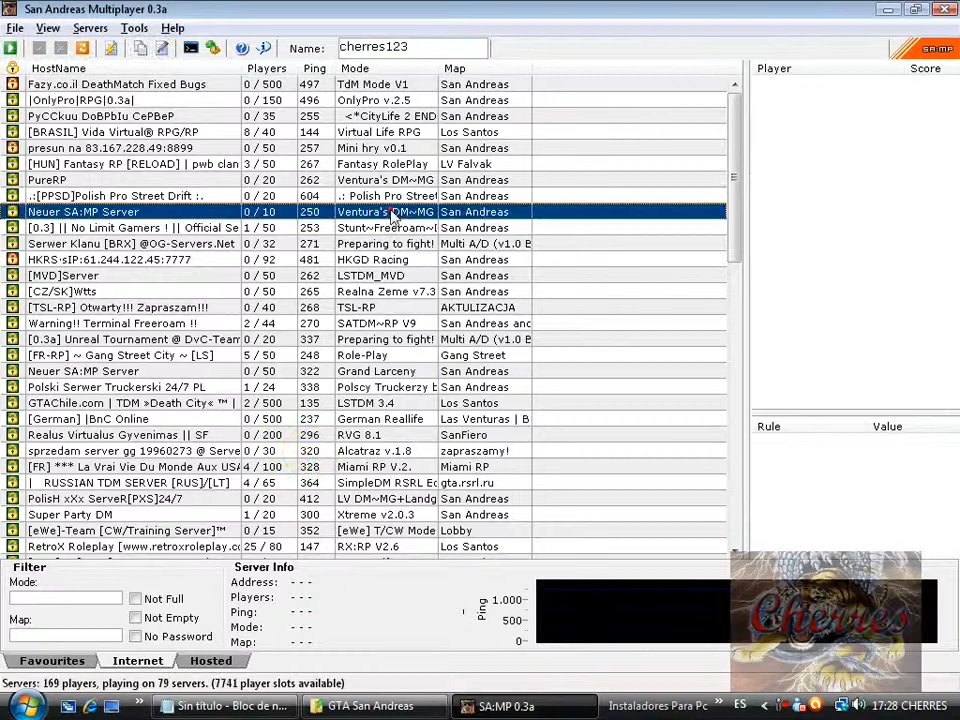 San Andreas Multiplayer 0.3a
File View Servers Tools Help
Name: cherres123
SA:MP
HostName Players Ping Mode Map Player Score
Fazy.co.il DeathMatch Fixed Bugs 0 / 500 497 TdM Mode V1 San Andreas
|OnlyPro|RPG|0.3a| 0 / 150 496 OnlyPro v.2.5 San Andreas
PyCCkuu DoBPbIu CePBeP 0 / 35 255 <*CityLife 2 END San Andreas
[BRASIL] Vida Virtual® RPG/RP 8 / 40 144 Virtual Life RPG Los Santos
presun na 83.167.228.49:8899 0 / 50 257 Mini hry v0.1 San Andreas
[HUN] Fantasy RP [RELOAD] | pwb clan 3 / 50 267 Fantasy RolePlay LV Falvak
PureRP 0 / 20 262 Ventura's DM~MG San Andreas
.:[PPSD]Polish Pro Street Drift :. 0 / 20 604 .: Polish Pro Street San Andreas
Neuer SA:MP Server 0 / 10 250 Ventura's DM~MG San Andreas
[0.3] || No Limit Gamers ! || Official Se 1 / 50 253 Stunt~Freeroam~D San Andreas
Serwer Klanu [BRX] @OG-Servers.Net 0 / 32 271 Preparing to fight! Multi A/D (v1.0 B
HKRS·sIP:61.244.122.45:7777 0 / 92 481 HKGD Racing San Andreas
[MVD]Server 0 / 50 262 LSTDM_MVD San Andreas
[CZ/SK]Wtts 0 / 50 265 Realna Zeme v7.3 San Andreas
[TSL-RP] Otwarty!!! Zapraszam!!! 0 / 40 268 TSL-RP AKTULIZACJA
Warning!! Terminal Freeroam !! 2 / 44 270 SATDM~RP V9 San Andreas and
[0.3a] Unreal Tournament @ DvC-Team 0 / 20 337 Preparing to fight! Multi A/D (v1.0 B
[FR-RP] ~ Gang Street City ~ [LS] 5 / 50 248 Role-Play Gang Street
Neuer SA:MP Server 0 / 50 322 Grand Larceny San Andreas
Polski Serwer Truckerski 24/7 PL 1 / 24 338 Polscy Truckerzy b San Andreas
GTAChile.com | TDM »Death City« ™ | 2 / 500 135 LSTDM 3.4 Los Santos
[German] |BnC Online 0 / 50 237 German Reallife Las Venturas | B
Realus Virtualus Gyvenimas || SF 0 / 200 296 RVG 8.1 SanFiero
sprzedam serwer gg 19960273 @ Server 0 / 30 320 Alcatraz v.1.8 zapraszamy!
[FR] *** La Vrai Vie Du Monde Aux USA 4 / 100 328 Miami RP V.2. Miami RP
| RUSSIAN TDM SERVER [RUS]/[LT] 4 / 65 364 SimpleDM RSRL Ec gta.rsrl.ru
PolisH xXx ServeR[PXS]24/7 0 / 20 412 LV DM~MG+Landg San Andreas
Super Party DM 1 / 20 300 Xtreme v2.0.3 San Andreas
[eWe]-Team [CW/Training Server]™ 0 / 15 352 [eWe] T/CW Mode Lobby
RetroX Roleplay [www.retroxroleplay.cc 25 / 80 147 RX:RP V2.6 Los Santos
Rule Value
Filter
Mode:
Not Full
Not Empty
Map:
No Password
Server Info
Address: - - -
Players: - - -
Ping: - - -
Mode: - - -
Map: - - -
Ping
1.000
500
0
Cherres
Favourites Internet Hosted
Servers: 169 players, playing on 79 servers. (7741 player slots available)
Sin título - Bloc de n... GTA San Andreas SA:MP 0.3a Instaladores Para Pc » ES 17:28 CHERRES